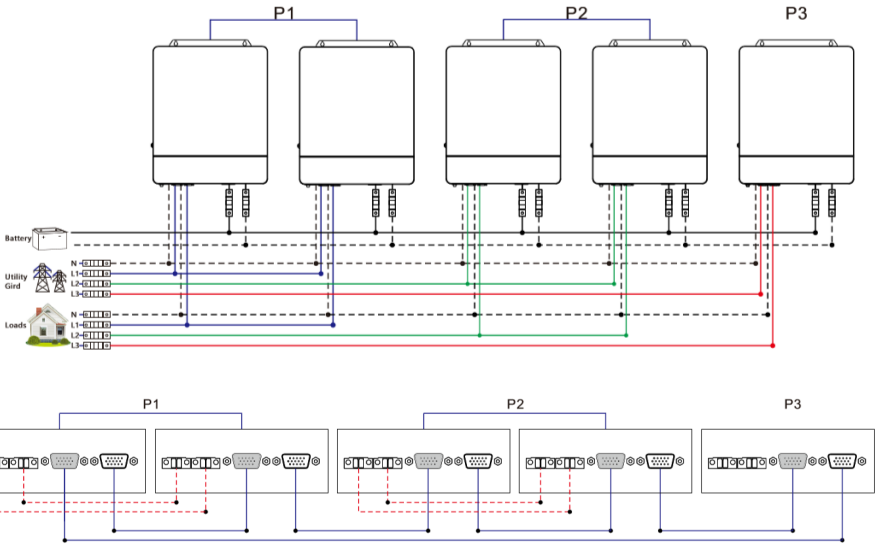 P1 P2 P3
Battery
N
L1
Utility
Gird
L2
L3
N
Loads
L1
L2
L3
P1 P2 P3